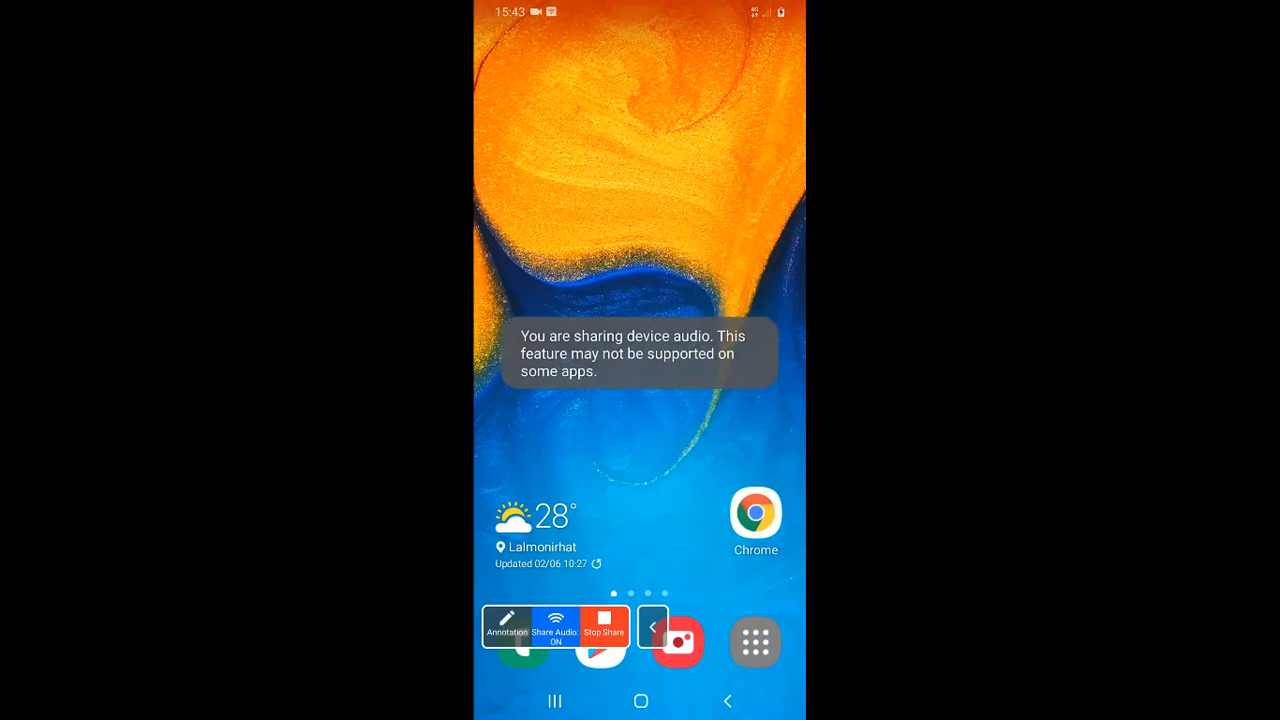 15:43
You are sharing device audio. This
feature may not be supported on
some apps.
28°
Lalmonirhat
Updated 02/06 10:27
Chrome
Annotation
Share Audio:
ON
Stop Share